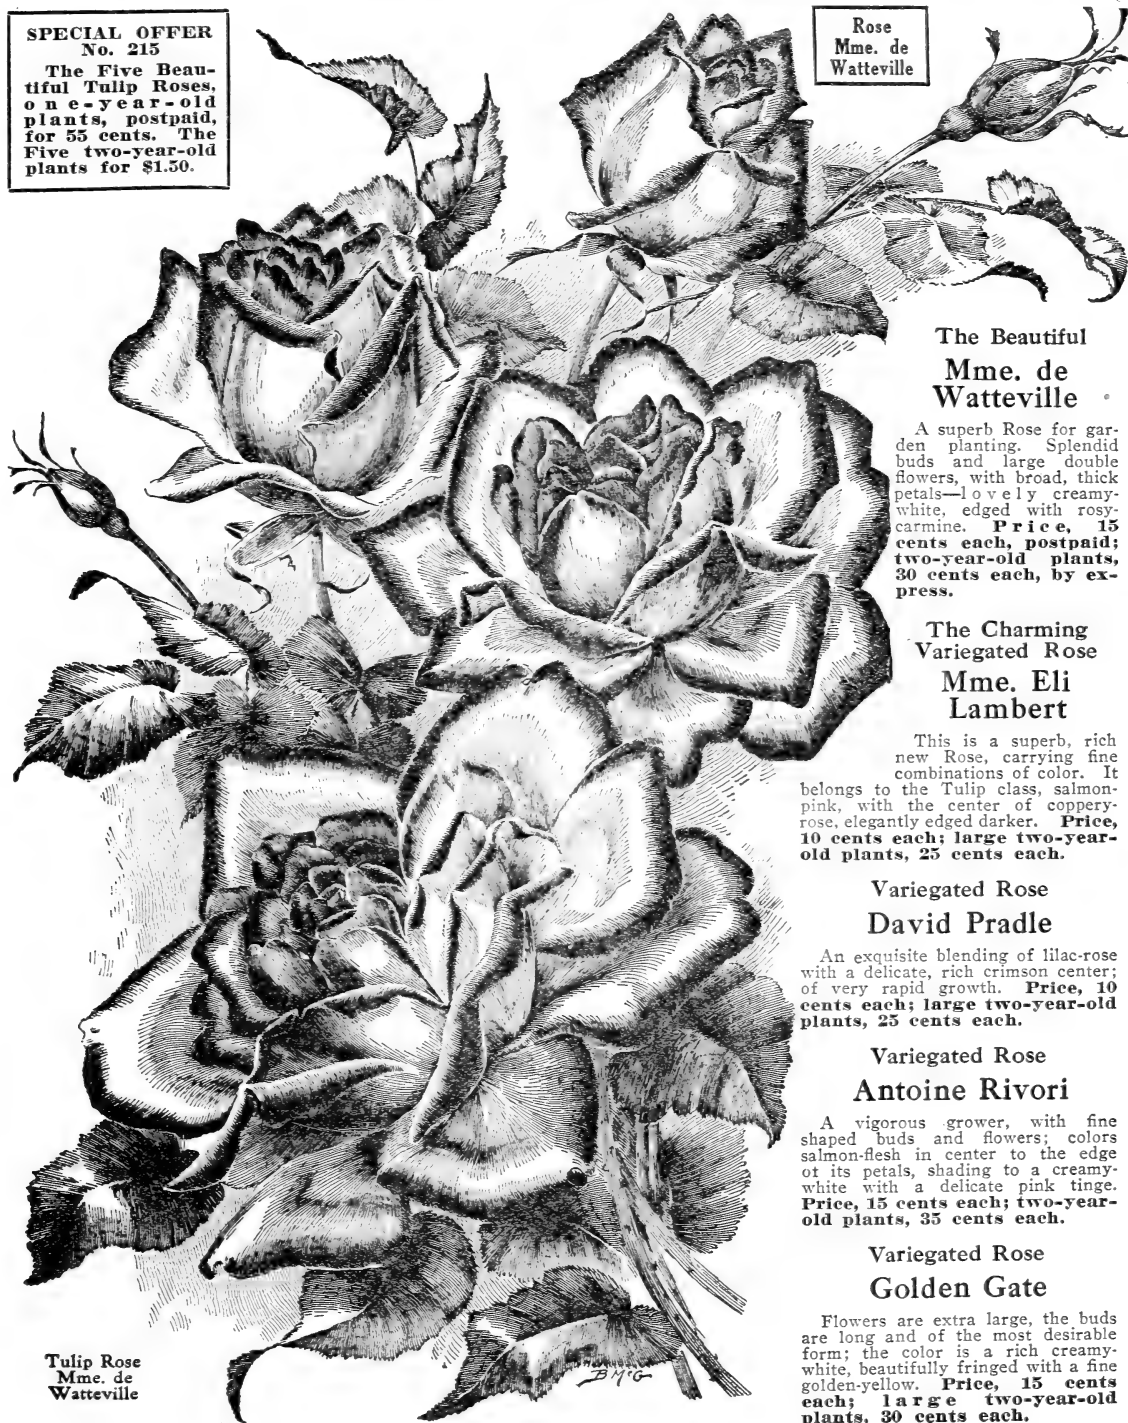 SPECIAL OFFER
No. 215
The Five Beau-
tiful Tulip Roses,
one-year-old
plants, postpaid,
for 55 cents. The
Five two-year-old
plants for $1.50.
Rose
Mme. de
Watteville
The Beautiful
Mme. de
Watteville
A superb Rose for gar-
den planting. Splendid
buds and large double
flowers, with broad, thick
petals—lovely creamy-
white, edged with rosy-
carmine. Price, 15
cents each, postpaid;
two-year-old plants,
30 cents each, by ex-
press.
The Charming
Variegated Rose
Mme. Eli
Lambert
This is a superb, rich
new Rose, carrying fine
combinations of color. It
belongs to the Tulip class, salmon-
pink, with the center of coppery-
rose, elegantly edged darker. Price,
10 cents each; large two-year-
old plants, 25 cents each.
Variegated Rose
David Pradle
An exquisite blending of lilac-rose
with a delicate, rich crimson center;
of very rapid growth. Price, 10
cents each; large two-year-old
plants, 25 cents each.
Variegated Rose
Antoine Rivori
A vigorous grower, with fine
shaped buds and flowers; colors
salmon-flesh in center to the edge
of its petals, shading to a creamy-
white with a delicate pink tinge.
Price, 15 cents each; two-year-
old plants, 35 cents each.
Variegated Rose
Golden Gate
Flowers are extra large, the buds
are long and of the most desirable
form; the color is a rich creamy-
white, beautifully fringed with a fine
golden-yellow. Price, 15 cents
each; large two-year-old
plants, 30 cents each.
Tulip Rose
Mme. de
Watteville
B McG